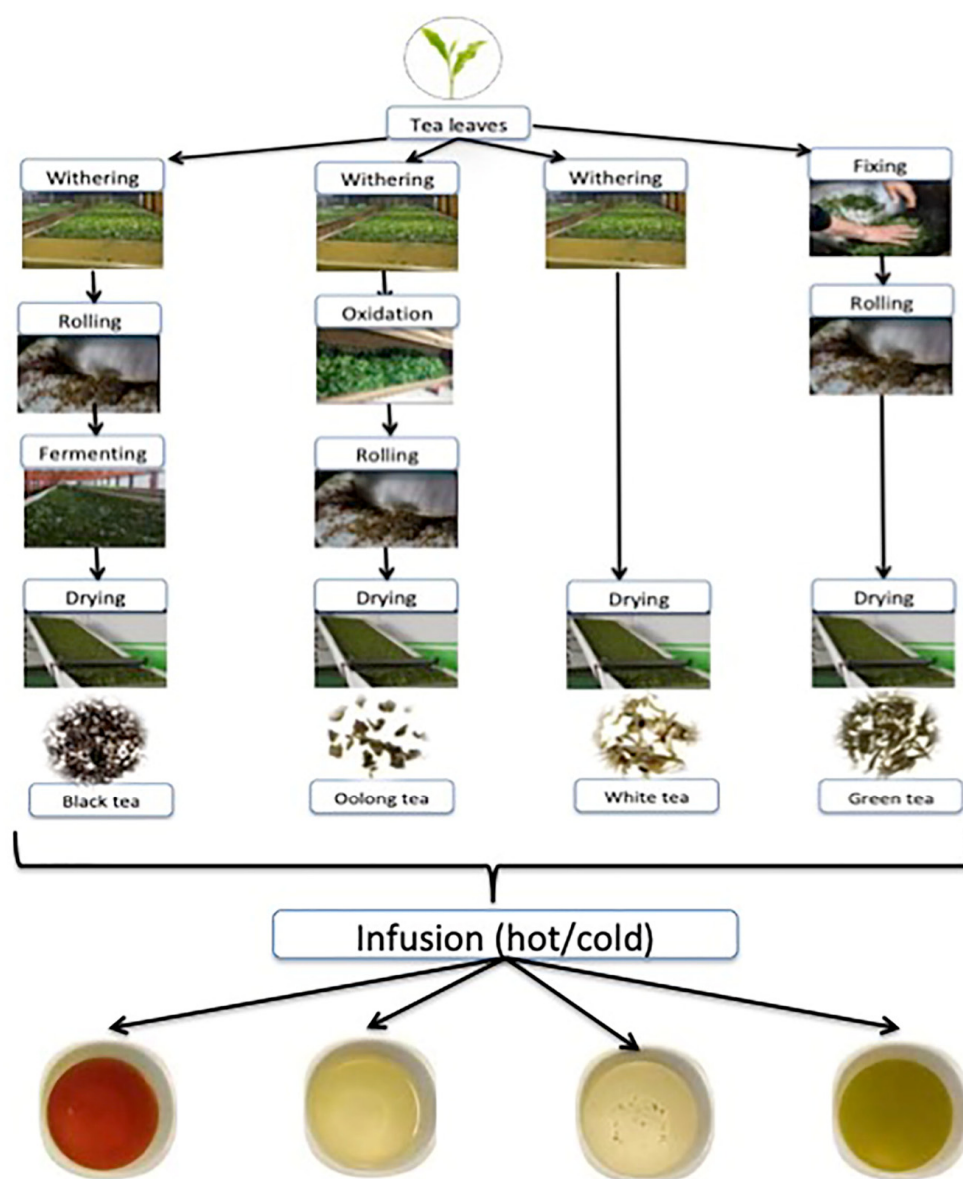 Tea leaves
Withering
Withering
Withering
Fixing
Rolling
Oxidation
Rolling
Fermenting
Rolling
Drying
Drying
Drying
Drying
Black tea
Oolong tea
White tea
Green tea
Infusion (hot/cold)